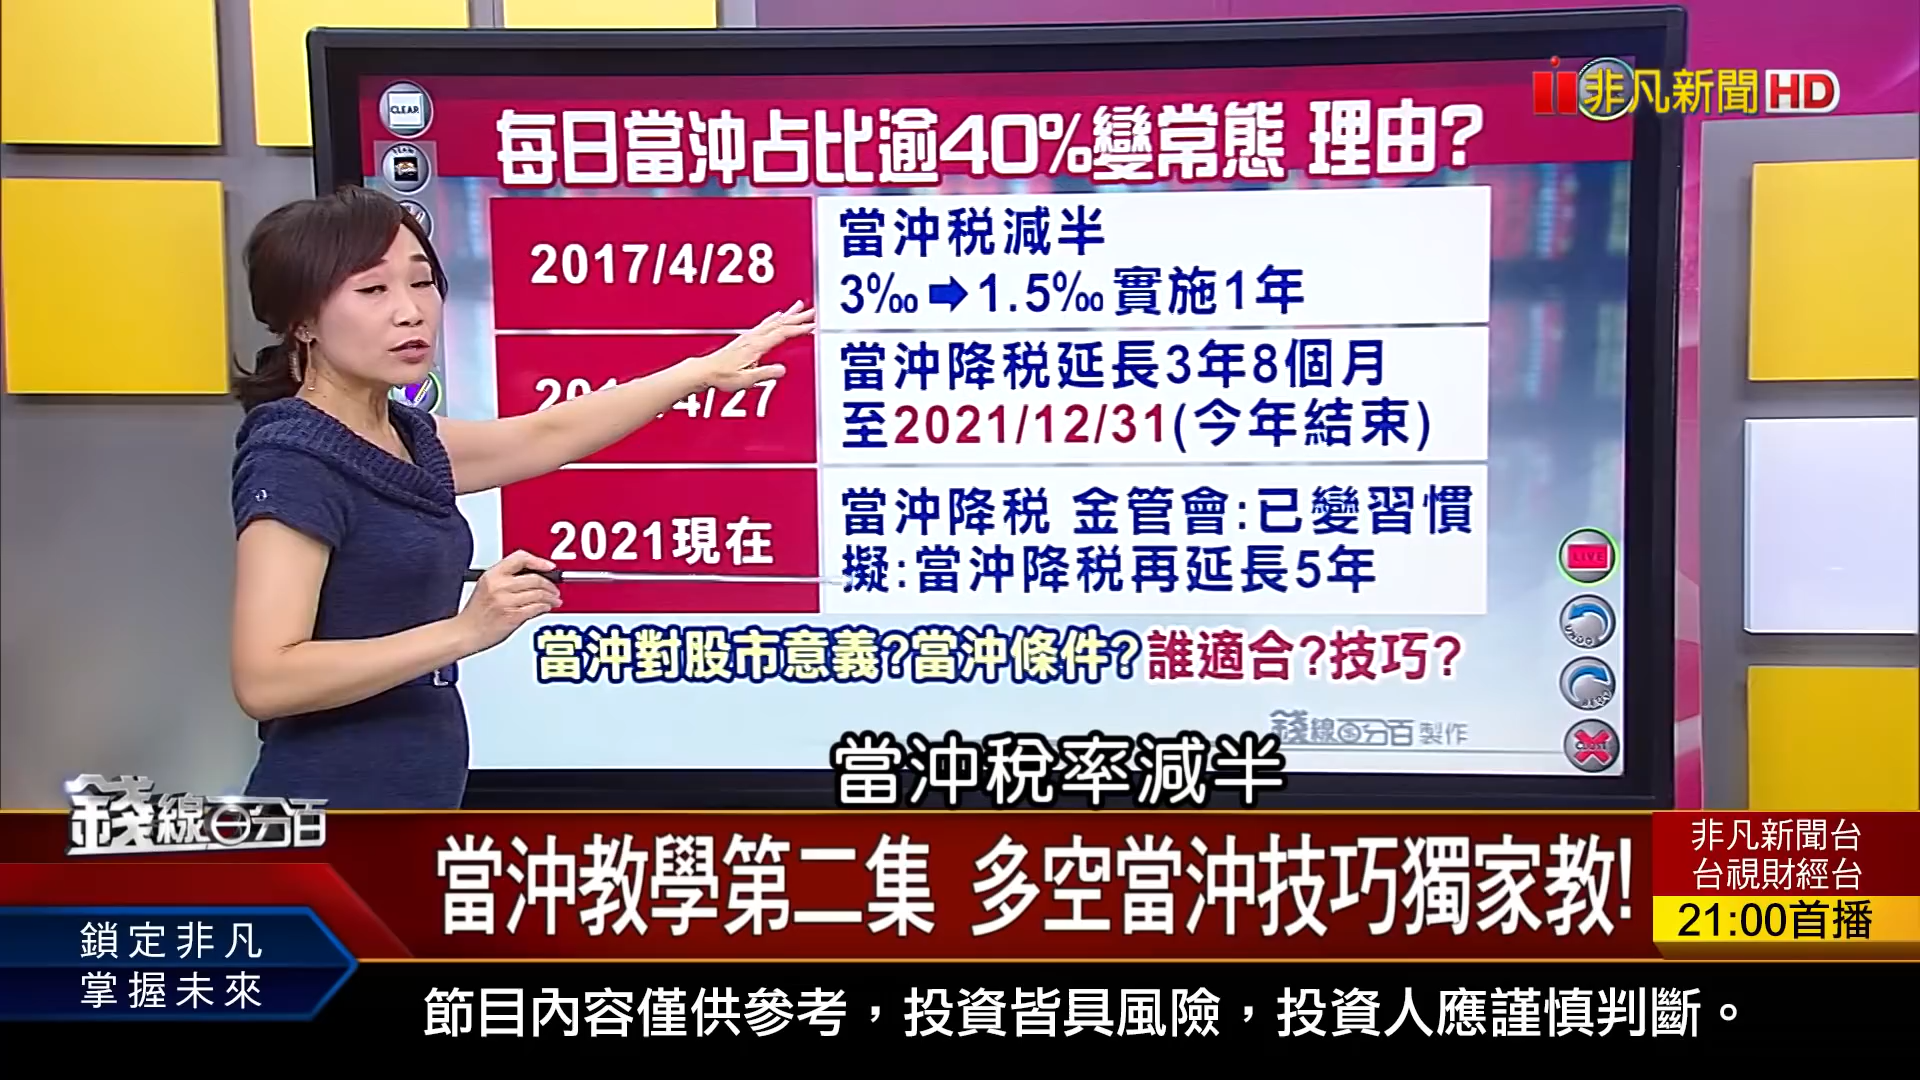 非凡新聞HD
CLEAR
每日當沖占比逾40%變常態 理由?
2017/4/28
當沖稅減半
3‰➡1.5‰實施1年
4/27
當沖降稅延長3年8個月
至2021/12/31(今年結束)
2021現在
當沖降稅 金管會:已變習慣
擬:當沖降稅再延長5年
LIVE
UNDO
當沖對股市意義?當沖條件?誰適合?技巧?
錢線百分百 製作
CLOSE
當沖稅率減半
錢線百分百
當沖教學第二集 多空當沖技巧獨家教!
非凡新聞台
台視財經台
21:00首播
鎖定非凡
掌握未來
節目內容僅供參考，投資皆具風險，投資人應謹慎判斷。